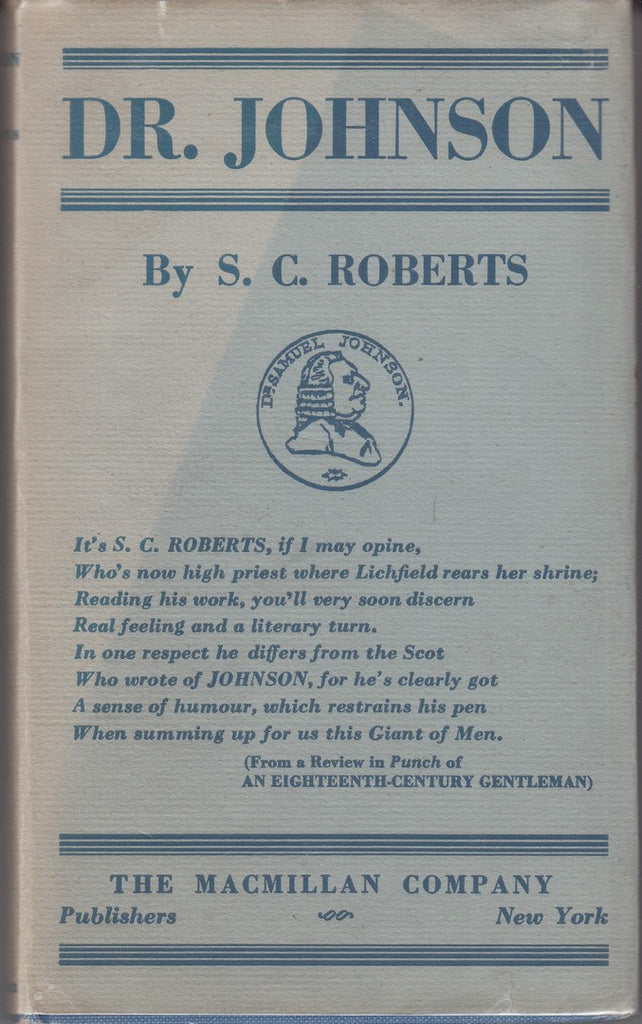 DR. JOHNSON
By S. C. ROBERTS
DR SAMUEL JOHNSON.
It's S. C. ROBERTS, if I may opine,
Who's now high priest where Lichfield rears her shrine;
Reading his work, you'll very soon discern
Real feeling and a literary turn.
In one respect he differs from the Scot
Who wrote of JOHNSON, for he's clearly got
A sense of humour, which restrains his pen
When summing up for us this Giant of Men.
(From a Review in Punch of
AN EIGHTEENTH-CENTURY GENTLEMAN)
THE MACMILLAN COMPANY
Publishers New York